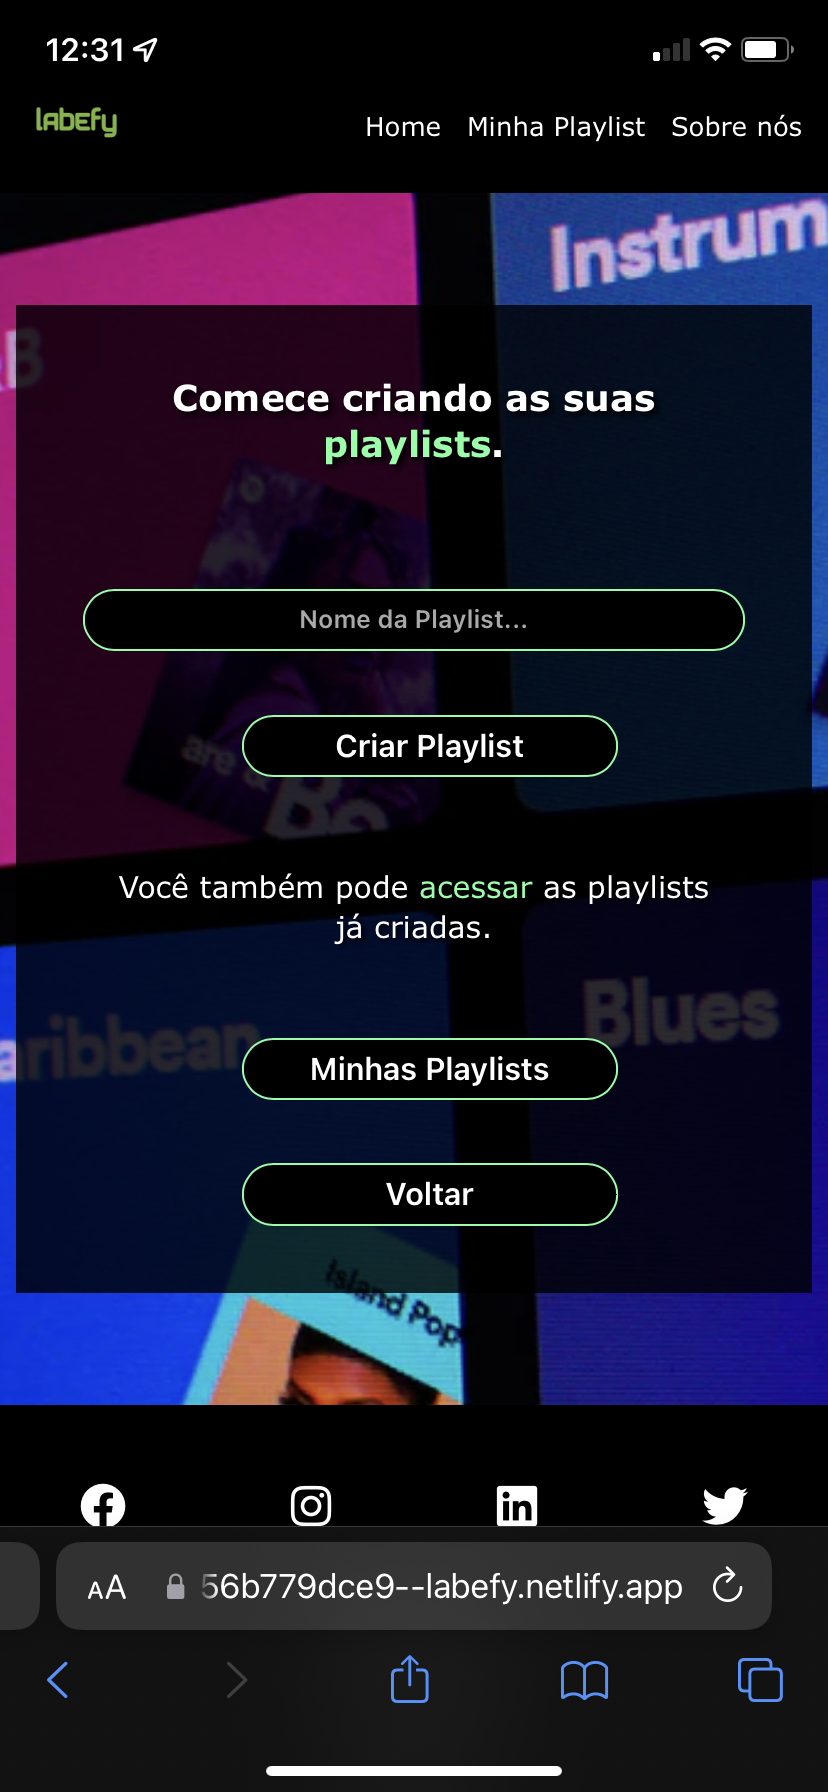 12:31
labefy
Home Minha Playlist Sobre nós
Instrum
B
Comece criando as suas
playlists.
Nome da Playlist...
are &
Be
Criar Playlist
Você também pode acessar as playlists
já criadas.
Blues
aribbean
Minhas Playlists
Voltar
Island Pop
AA 56b779dce9--labefy.netlify.app